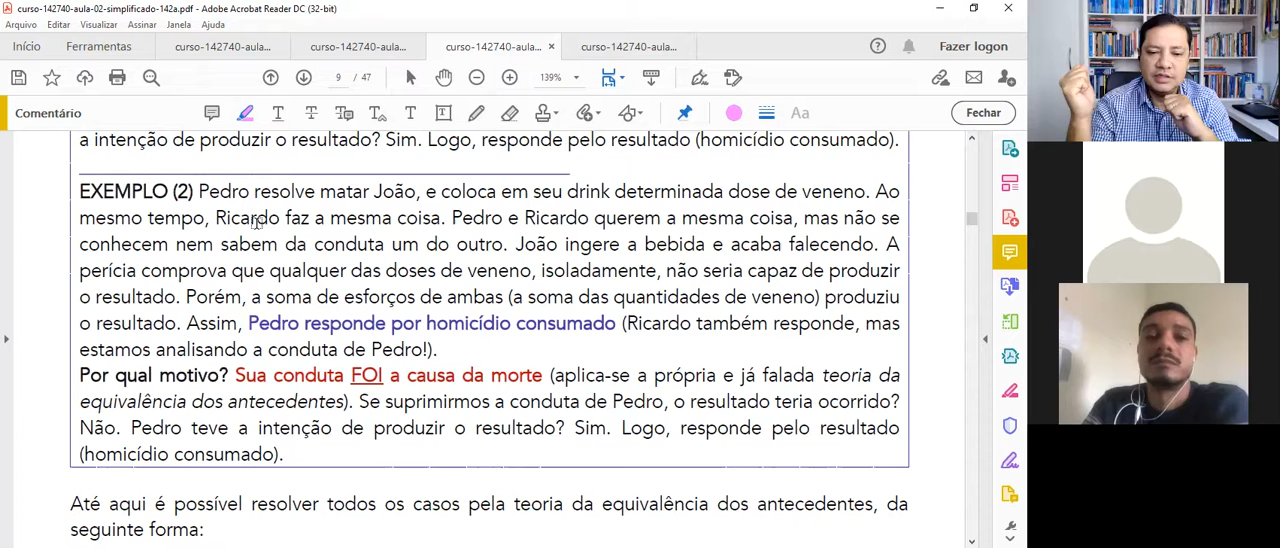 curso-142740-aula-02-simplificado-142a.pdf - Adobe Acrobat Reader DC (32-bit)
Arquivo Editar Visualizar Assinar Janela Ajuda
Início Ferramentas curso-142740-aula... curso-142740-aula... curso-142740-aula... × curso-142740-aula... Fazer logon
9 / 47 139%
Comentário Aa Fechar
a intenção de produzir o resultado? Sim. Logo, responde pelo resultado (homicídio consumado).
EXEMPLO (2) Pedro resolve matar João, e coloca em seu drink determinada dose de veneno. Ao
mesmo tempo, Ricardo faz a mesma coisa. Pedro e Ricardo querem a mesma coisa, mas não se
conhecem nem sabem da conduta um do outro. João ingere a bebida e acaba falecendo. A
perícia comprova que qualquer das doses de veneno, isoladamente, não seria capaz de produzir
o resultado. Porém, a soma de esforços de ambas (a soma das quantidades de veneno) produziu
o resultado. Assim, Pedro responde por homicídio consumado (Ricardo também responde, mas
estamos analisando a conduta de Pedro!).
Por qual motivo? Sua conduta FOI a causa da morte (aplica-se a própria e já falada teoria da
equivalência dos antecedentes). Se suprimirmos a conduta de Pedro, o resultado teria ocorrido?
Não. Pedro teve a intenção de produzir o resultado? Sim. Logo, responde pelo resultado
(homicídio consumado).
Até aqui é possível resolver todos os casos pela teoria da equivalência dos antecedentes, da
seguinte forma: